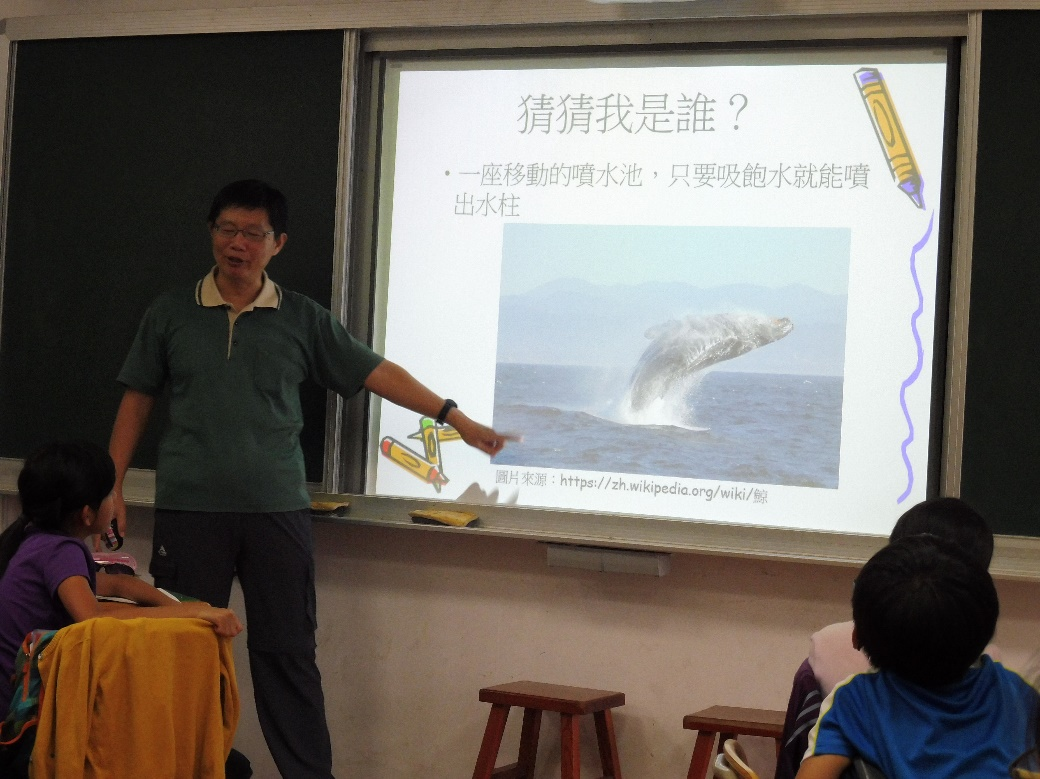 猜猜我是誰？
•一座移動的噴水池，只要吸飽水就能噴
出水柱
圖片來源：https://zh.wikipedia.org/wiki/鯨